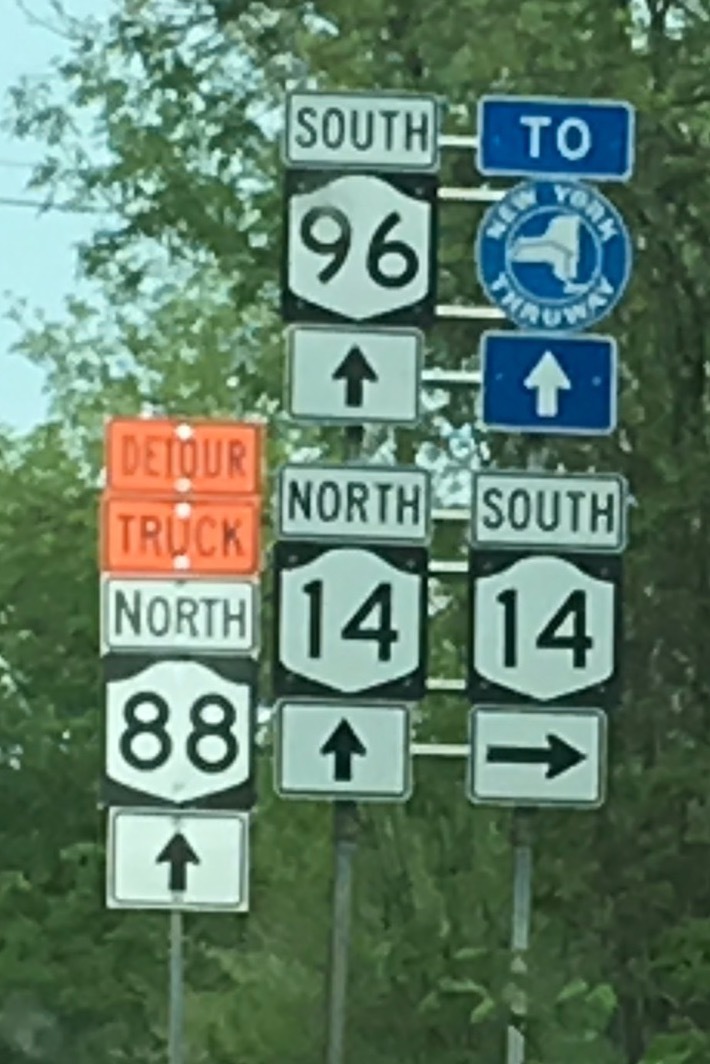 SOUTH
96
TO
NEW YORK
THRUWAY
DETOUR
TRUCK
NORTH
88
NORTH
14
SOUTH
14